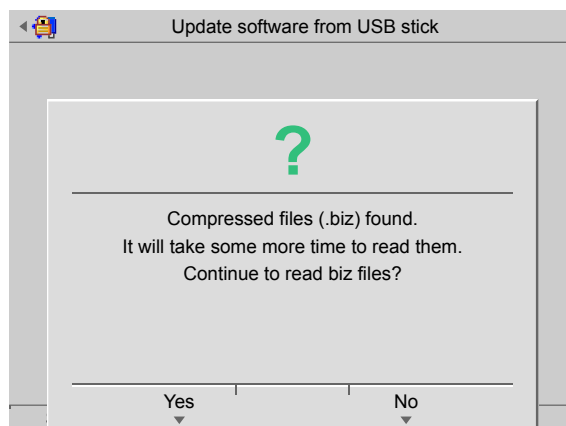 Update software from USB stick
?
Compressed files (.biz) found.
It will take some more time to read them.
Continue to read biz files?
Yes
No